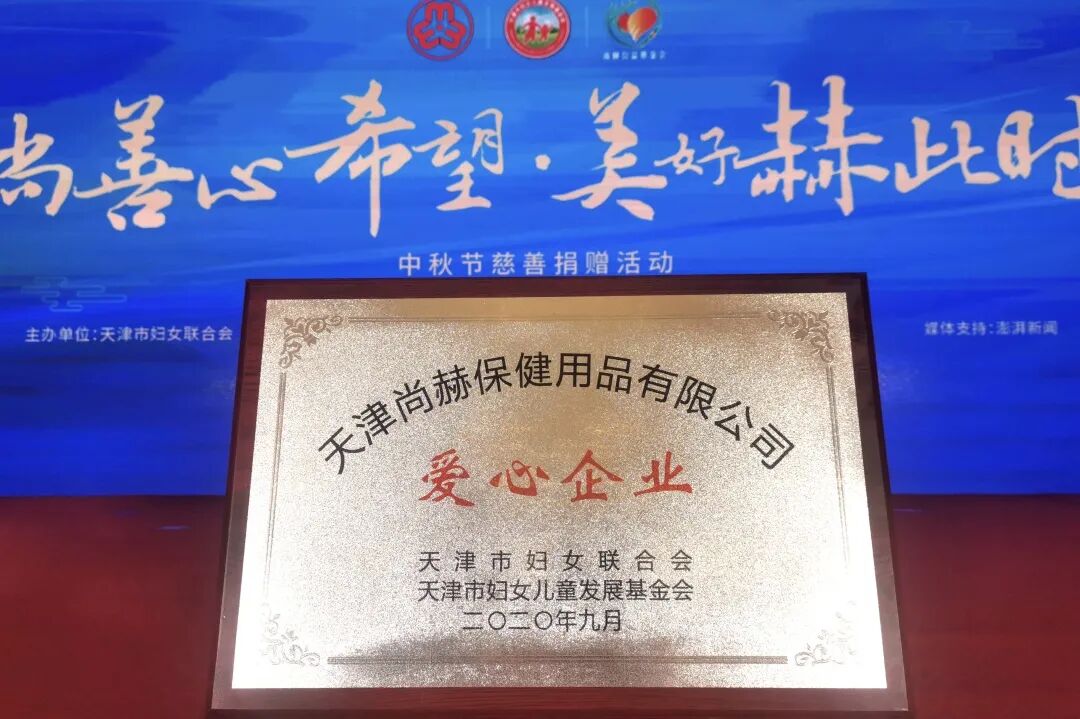 尚善心希望·美好赫此时
中秋节慈善捐赠活动
主办单位:天津市妇女联合会
媒体支持:澎湃新闻
天津尚赫保健用品有限公司
爱心企业
天津市妇女联合会
天津市妇女儿童发展基金会
二〇二〇年九月